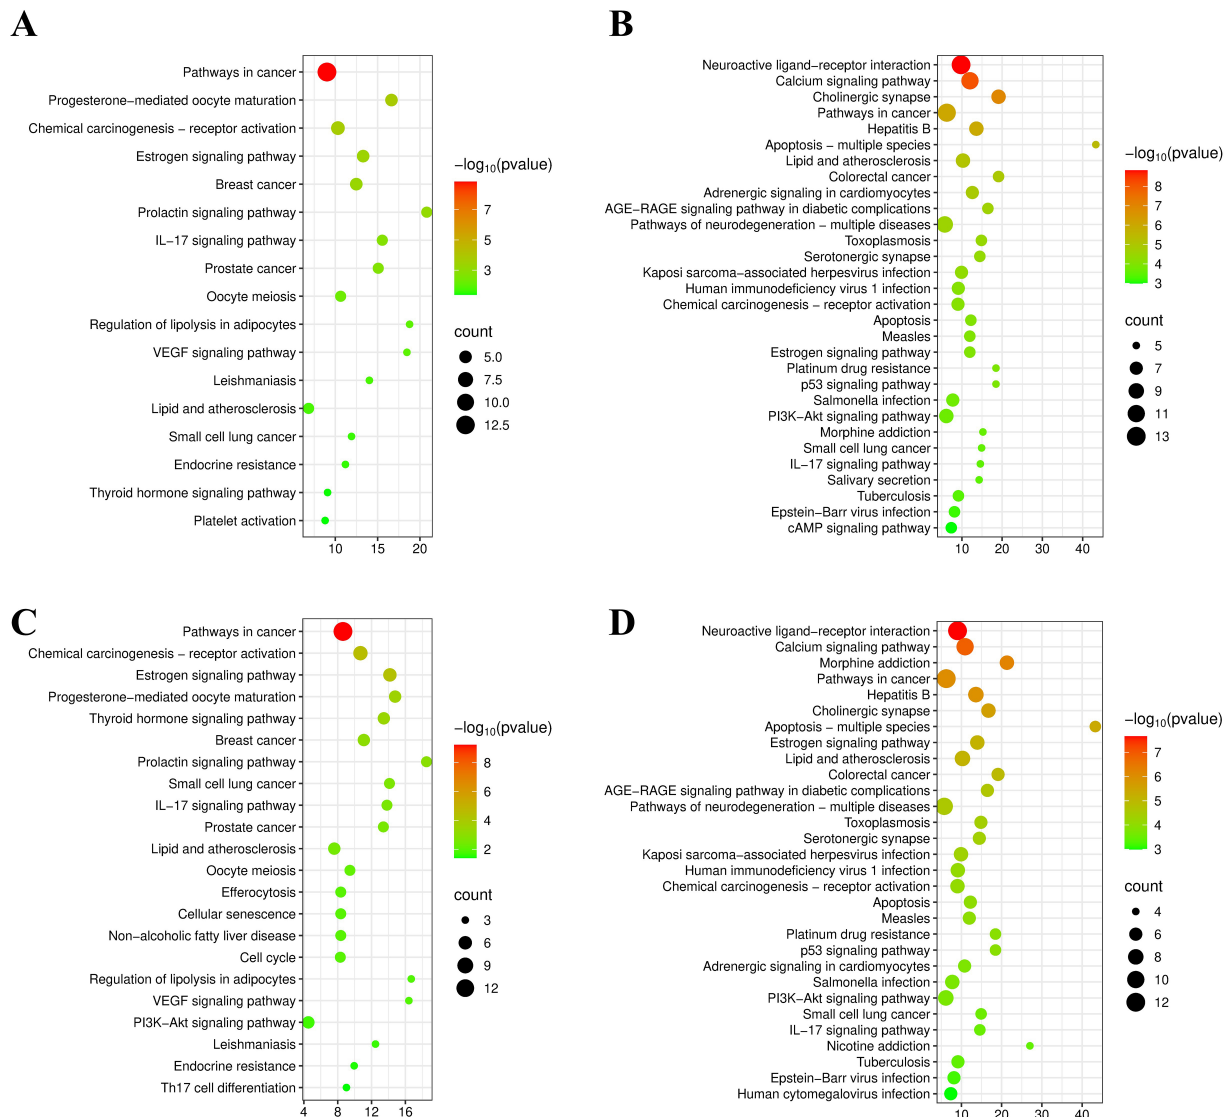 A
Pathways in cancer
Progesterone−mediated oocyte maturation
Chemical carcinogenesis − receptor activation
Estrogen signaling pathway
Breast cancer
Prolactin signaling pathway
IL−17 signaling pathway
Prostate cancer
Oocyte meiosis
Regulation of lipolysis in adipocytes
VEGF signaling pathway
Leishmaniasis
Lipid and atherosclerosis
Small cell lung cancer
Endocrine resistance
Thyroid hormone signaling pathway
Platelet activation
10 15 20
−log10(pvalue)
7
5
3
count
5.0
7.5
10.0
12.5
B
Neuroactive ligand−receptor interaction
Calcium signaling pathway
Cholinergic synapse
Pathways in cancer
Hepatitis B
Apoptosis − multiple species
Lipid and atherosclerosis
Colorectal cancer
Adrenergic signaling in cardiomyocytes
AGE−RAGE signaling pathway in diabetic complications
Pathways of neurodegeneration − multiple diseases
Toxoplasmosis
Serotonergic synapse
Kaposi sarcoma−associated herpesvirus infection
Human immunodeficiency virus 1 infection
Chemical carcinogenesis − receptor activation
Apoptosis
Measles
Estrogen signaling pathway
Platinum drug resistance
p53 signaling pathway
Salmonella infection
PI3K−Akt signaling pathway
Morphine addiction
Small cell lung cancer
IL−17 signaling pathway
Salivary secretion
Tuberculosis
Epstein−Barr virus infection
cAMP signaling pathway
10 20 30 40
−log10(pvalue)
8
7
6
5
4
3
count
5
7
9
11
13
C
Pathways in cancer
Chemical carcinogenesis − receptor activation
Estrogen signaling pathway
Progesterone−mediated oocyte maturation
Thyroid hormone signaling pathway
Breast cancer
Prolactin signaling pathway
Small cell lung cancer
IL−17 signaling pathway
Prostate cancer
Lipid and atherosclerosis
Oocyte meiosis
Efferocytosis
Cellular senescence
Non−alcoholic fatty liver disease
Cell cycle
Regulation of lipolysis in adipocytes
VEGF signaling pathway
PI3K−Akt signaling pathway
Leishmaniasis
Endocrine resistance
Th17 cell differentiation
4 8 12 16
−log10(pvalue)
8
6
4
2
count
3
6
9
12
D
Neuroactive ligand−receptor interaction
Calcium signaling pathway
Morphine addiction
Pathways in cancer
Hepatitis B
Cholinergic synapse
Apoptosis − multiple species
Estrogen signaling pathway
Lipid and atherosclerosis
Colorectal cancer
AGE−RAGE signaling pathway in diabetic complications
Pathways of neurodegeneration − multiple diseases
Toxoplasmosis
Serotonergic synapse
Kaposi sarcoma−associated herpesvirus infection
Human immunodeficiency virus 1 infection
Chemical carcinogenesis − receptor activation
Apoptosis
Measles
Platinum drug resistance
p53 signaling pathway
Adrenergic signaling in cardiomyocytes
Salmonella infection
PI3K−Akt signaling pathway
Small cell lung cancer
IL−17 signaling pathway
Nicotine addiction
Tuberculosis
Epstein−Barr virus infection
Human cytomegalovirus infection
10 20 30 40
−log10(pvalue)
7
6
5
4
3
count
4
6
8
10
12